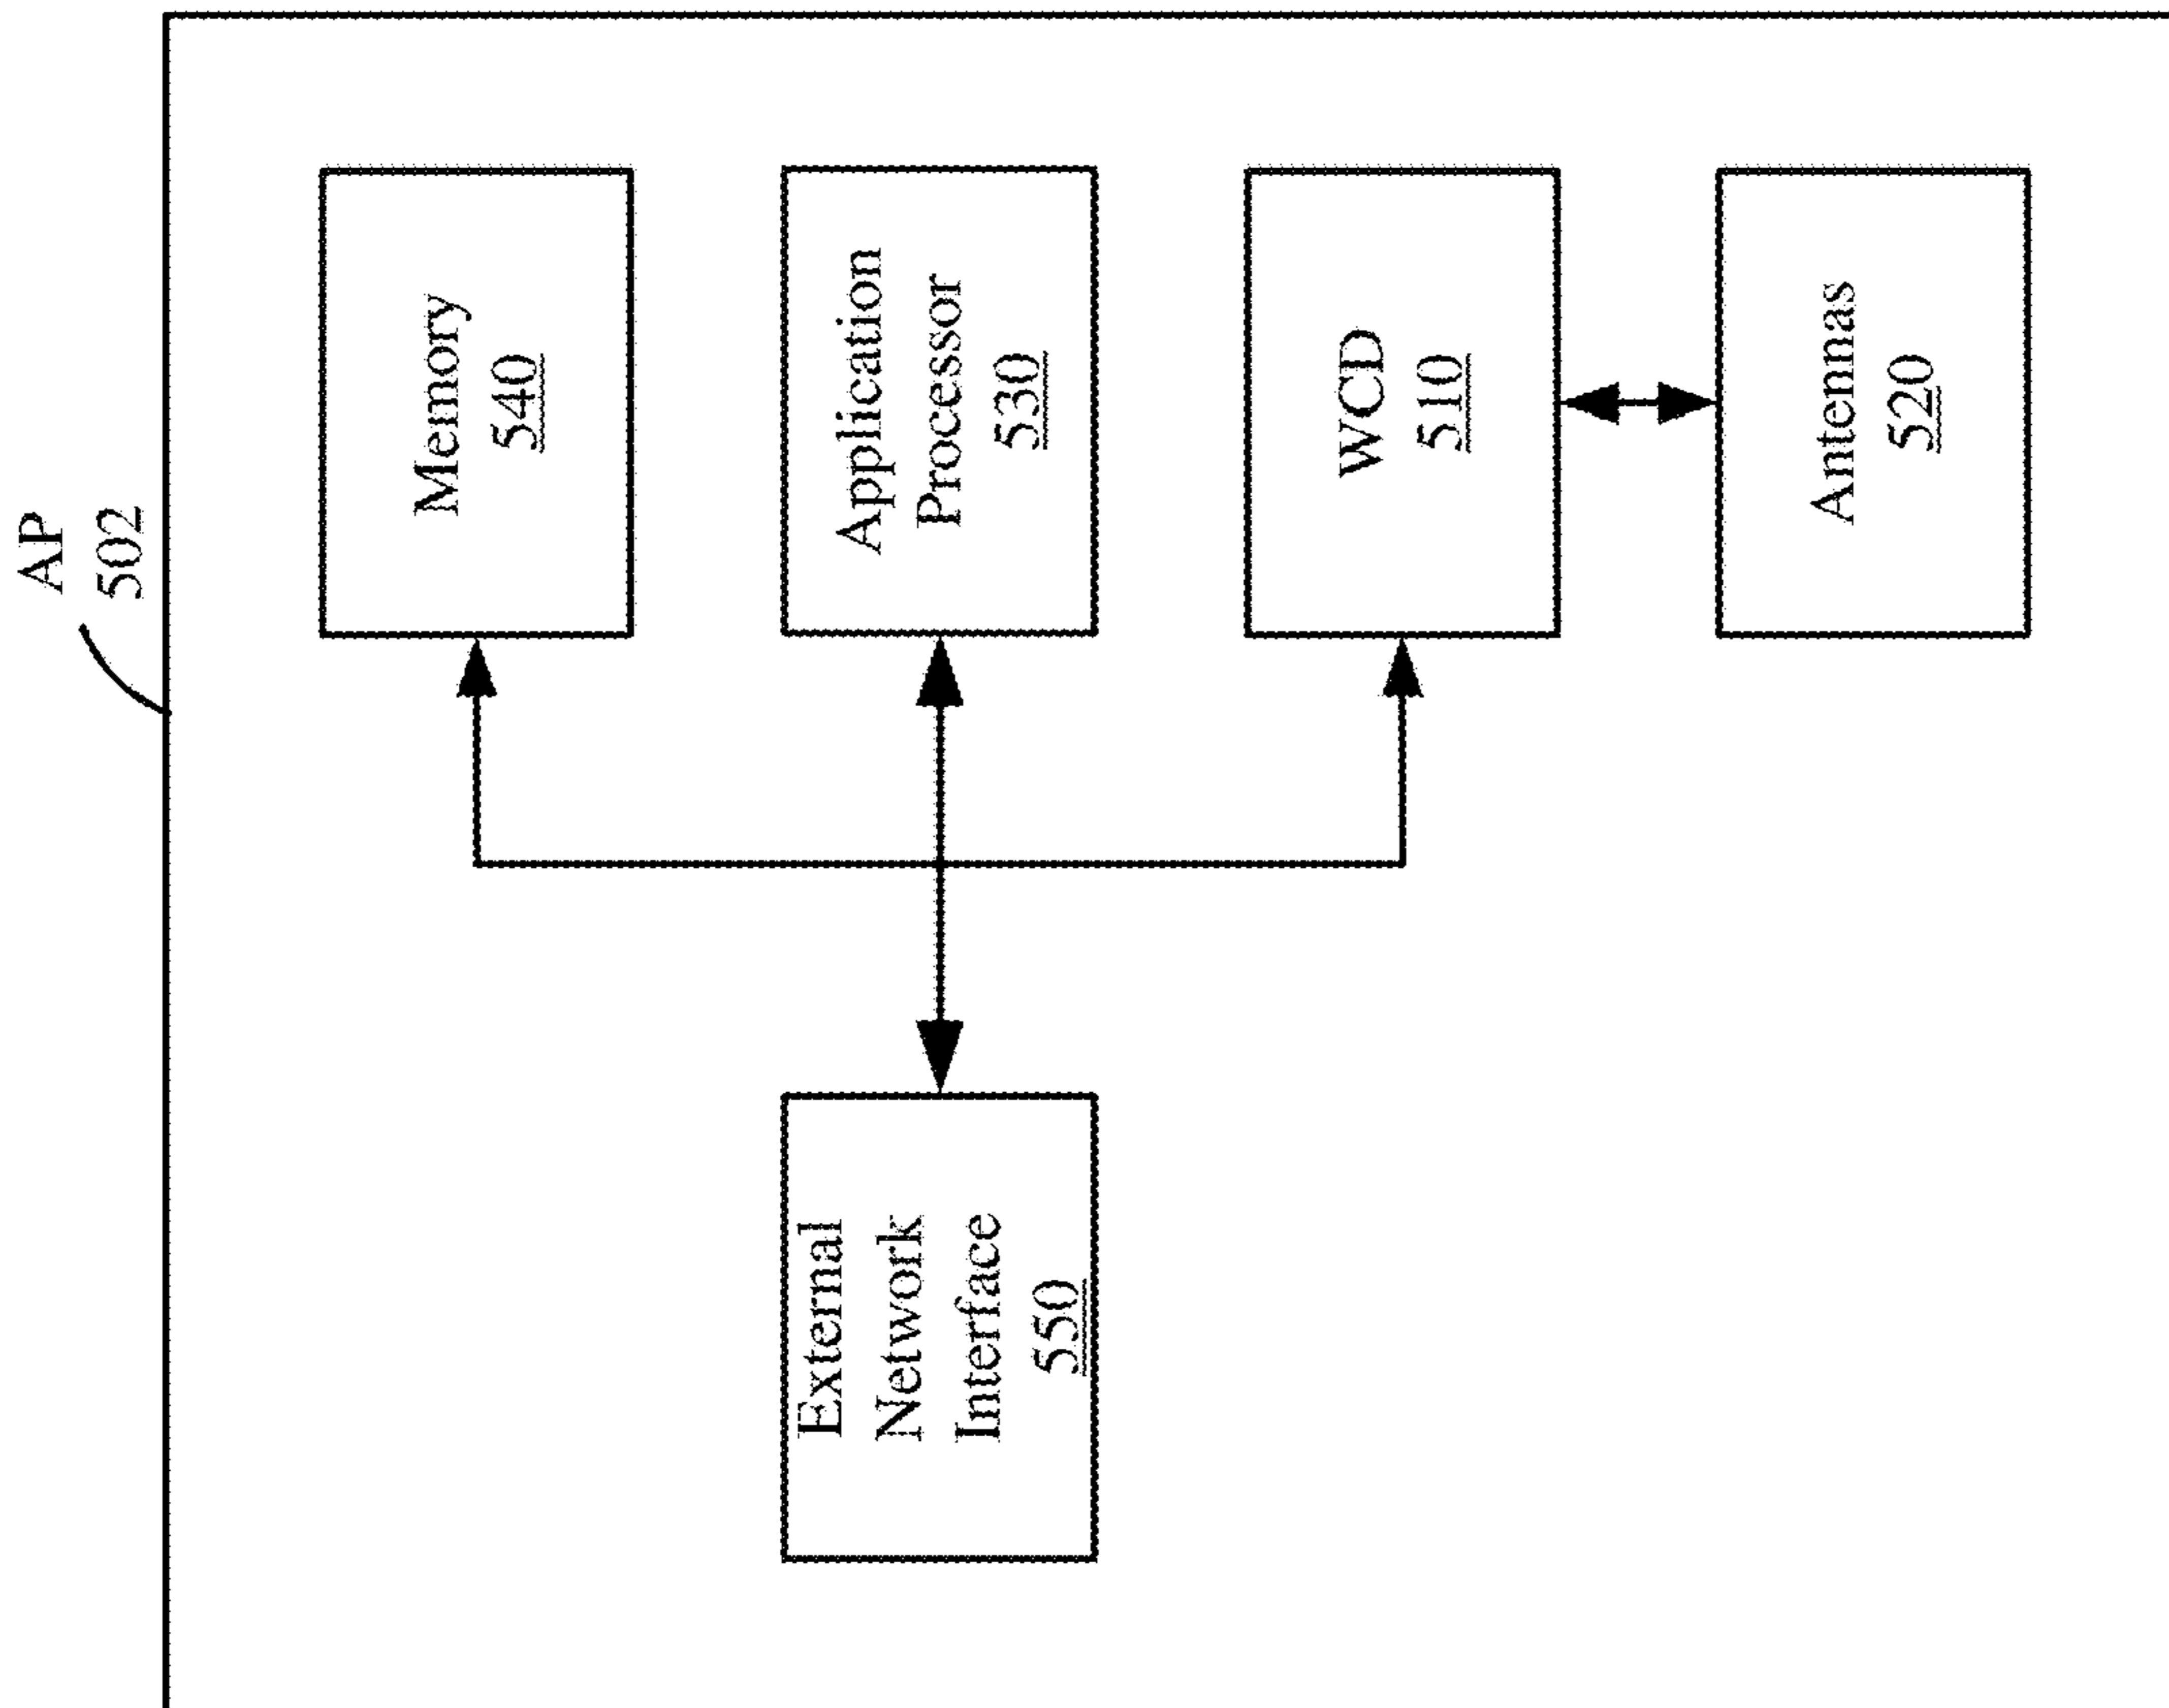 AP
502
Memory
540
Application
Processor
530
External
Network
Interface
550
WCD
510
Antennas
520